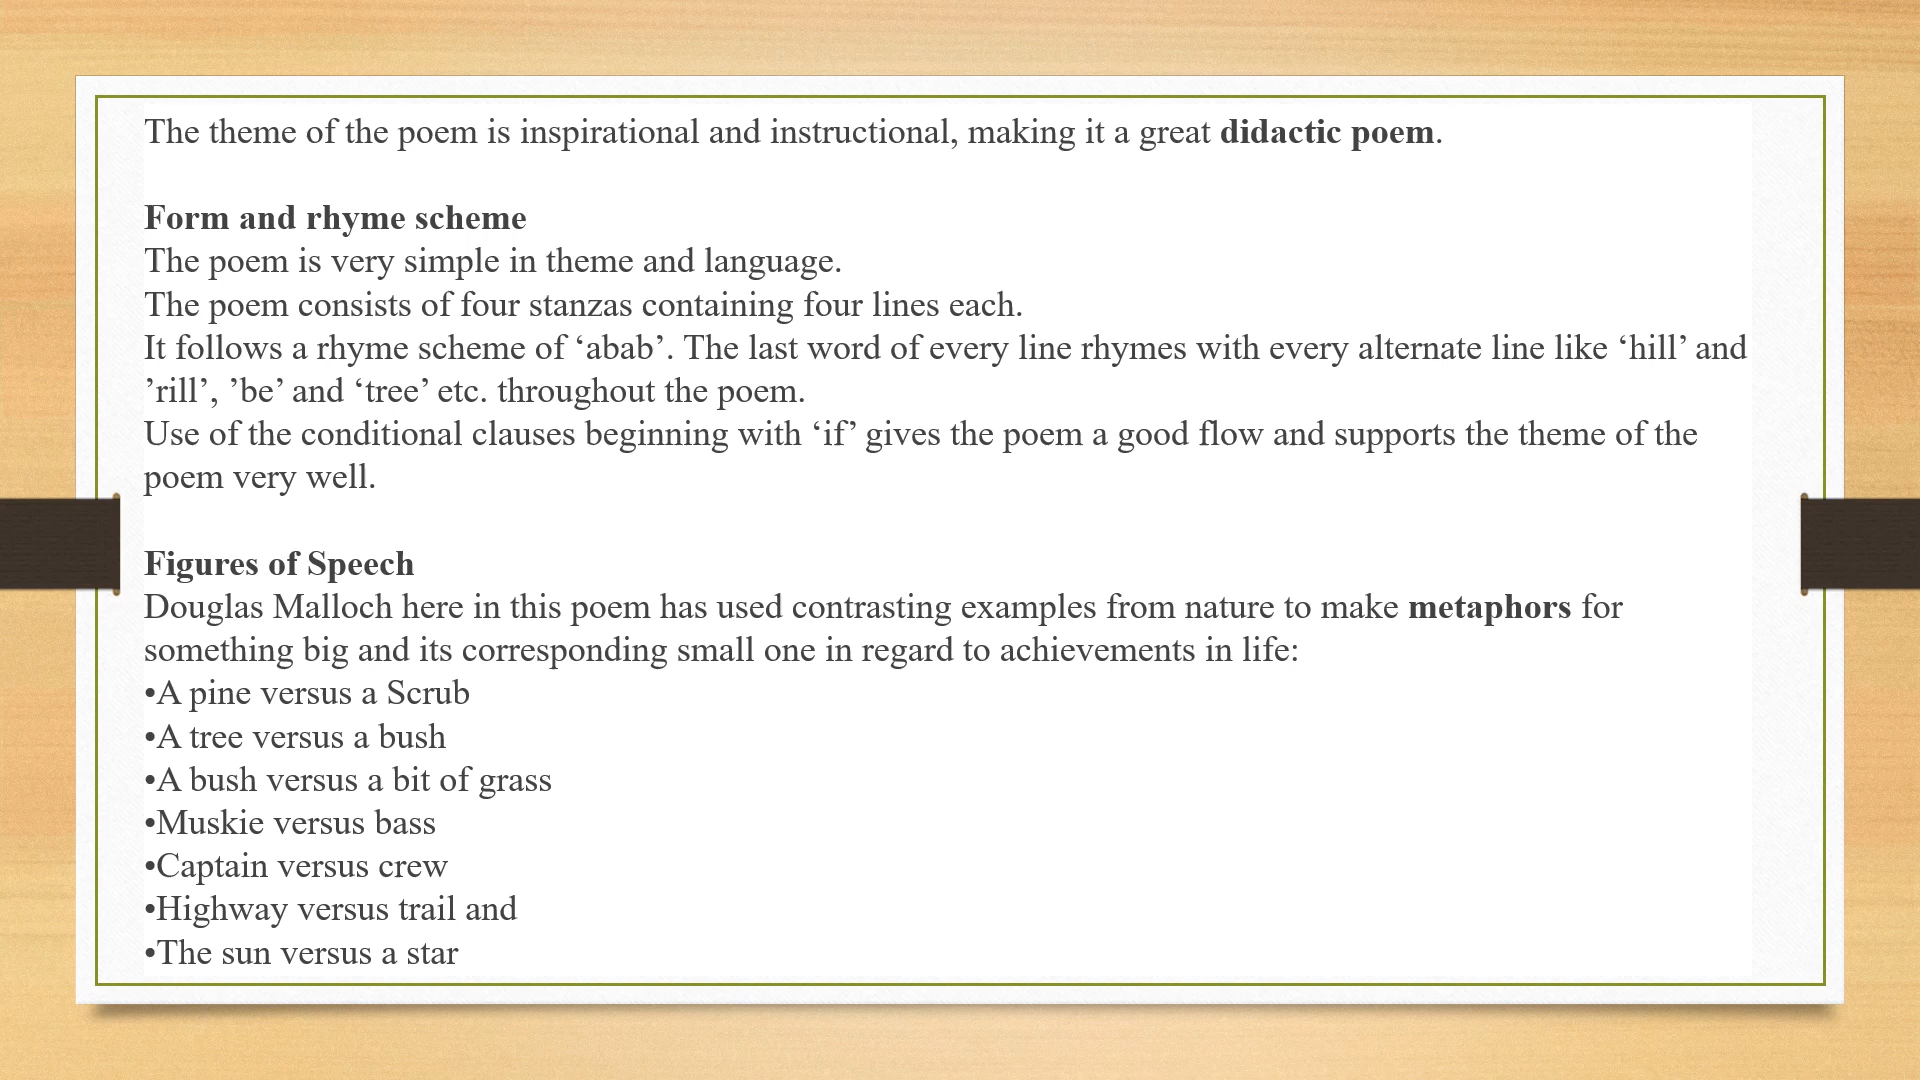 The theme of the poem is inspirational and instructional, making it a great didactic poem.
Form and rhyme scheme
The poem is very simple in theme and language.
The poem consists of four stanzas containing four lines each.
It follows a rhyme scheme of ‘abab’. The last word of every line rhymes with every alternate line like ‘hill’ and
’rill’, ’be’ and ‘tree’ etc. throughout the poem.
Use of the conditional clauses beginning with ‘if’ gives the poem a good flow and supports the theme of the
poem very well.
Figures of Speech
Douglas Malloch here in this poem has used contrasting examples from nature to make metaphors for
something big and its corresponding small one in regard to achievements in life:
•A pine versus a Scrub
•A tree versus a bush
•A bush versus a bit of grass
•Muskie versus bass
•Captain versus crew
•Highway versus trail and
•The sun versus a star